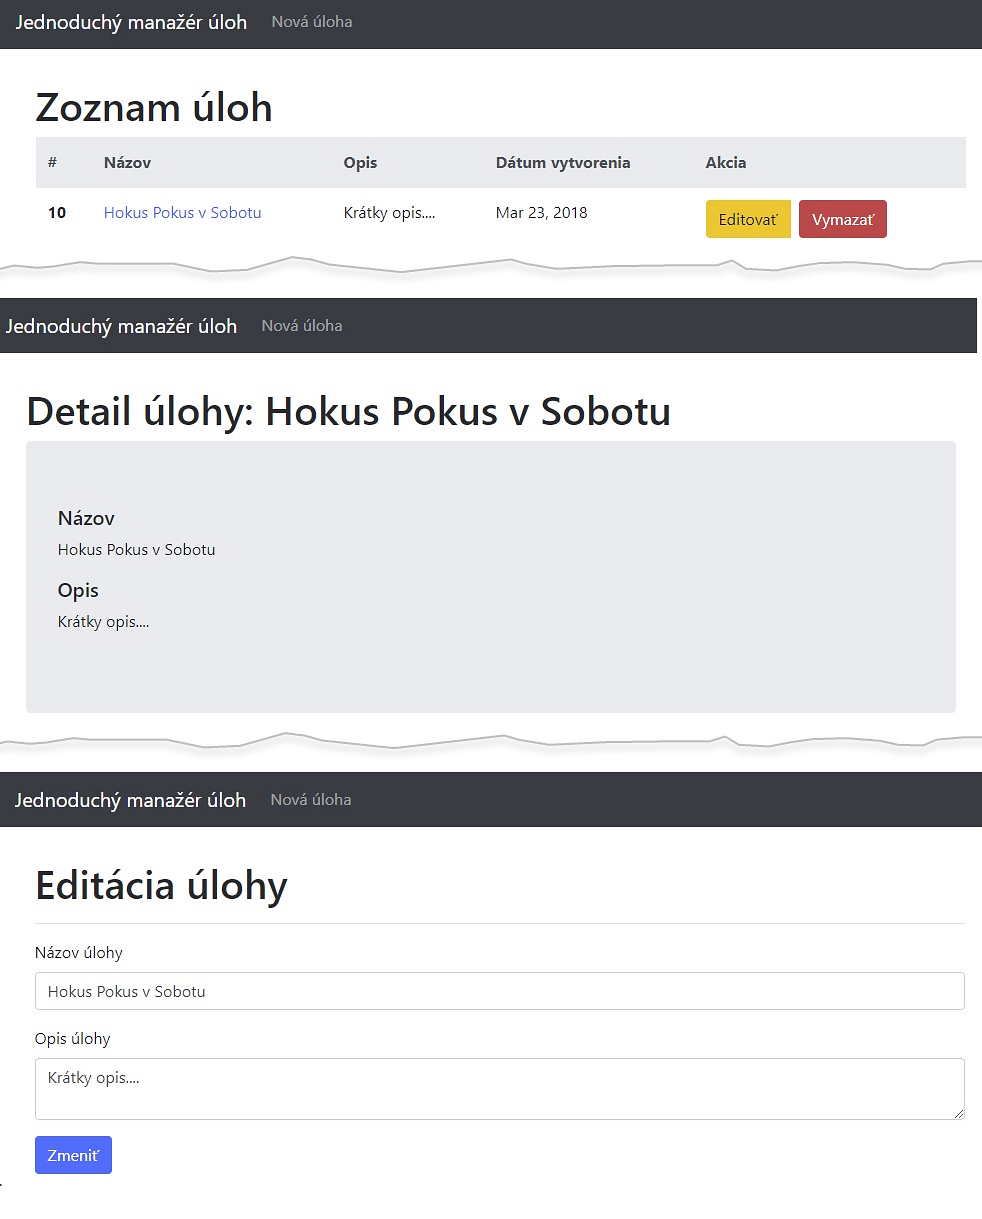 Jednoduchý manažér úloh Nová úloha
Zoznam úloh
# Názov Opis Dátum vytvorenia Akcia
10 Hokus Pokus v Sobotu Krátky opis.... Mar 23, 2018 Editovať Vymazať
Jednoduchý manažér úloh Nová úloha
Detail úlohy: Hokus Pokus v Sobotu
Názov
Hokus Pokus v Sobotu
Opis
Krátky opis....
Jednoduchý manažér úloh Nová úloha
Editácia úlohy
Názov úlohy
Hokus Pokus v Sobotu
Opis úlohy
Krátky opis....
Zmeniť